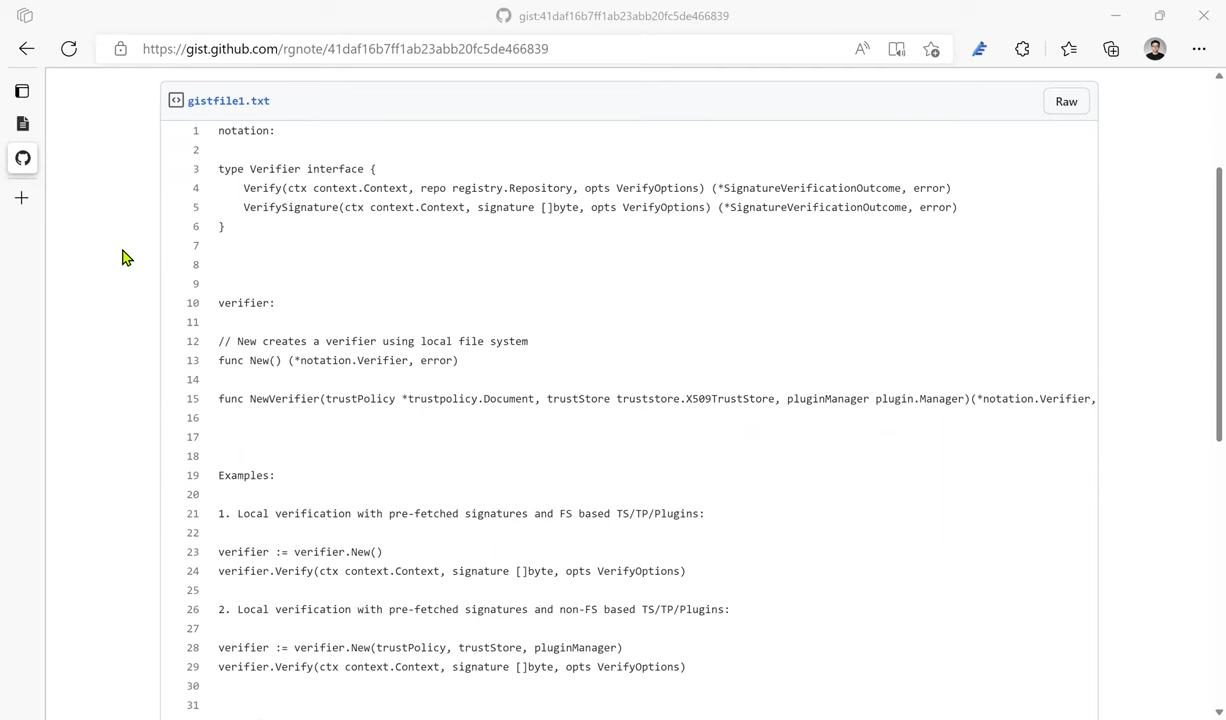 gist:41daf16b7ff1ab23abb20fc5de466839
https://gist.github.com/rgnote/41daf16b7ff1ab23abb20fc5de466839
gistfile1.txt
Raw
1 notation:
2
3 type Verifier interface {
4 Verify(ctx context.Context, repo registry.Repository, opts VerifyOptions) (*SignatureVerificationOutcome, error)
5 VerifySignature(ctx context.Context, signature []byte, opts VerifyOptions) (*SignatureVerificationOutcome, error)
6 }
7
8
9
10 verifier:
11
12 // New creates a verifier using local file system
13 func New() (*notation.Verifier, error)
14
15 func NewVerifier(trustPolicy *trustpolicy.Document, trustStore truststore.X509TrustStore, pluginManager plugin.Manager)(*notation.Verifier,
16
17
18
19 Examples:
20
21 1. Local verification with pre-fetched signatures and FS based TS/TP/Plugins:
22
23 verifier := verifier.New()
24 verifier.Verify(ctx context.Context, signature []byte, opts VerifyOptions)
25
26 2. Local verification with pre-fetched signatures and non-FS based TS/TP/Plugins:
27
28 verifier := verifier.New(trustPolicy, trustStore, pluginManager)
29 verifier.Verify(ctx context.Context, signature []byte, opts VerifyOptions)
30
31